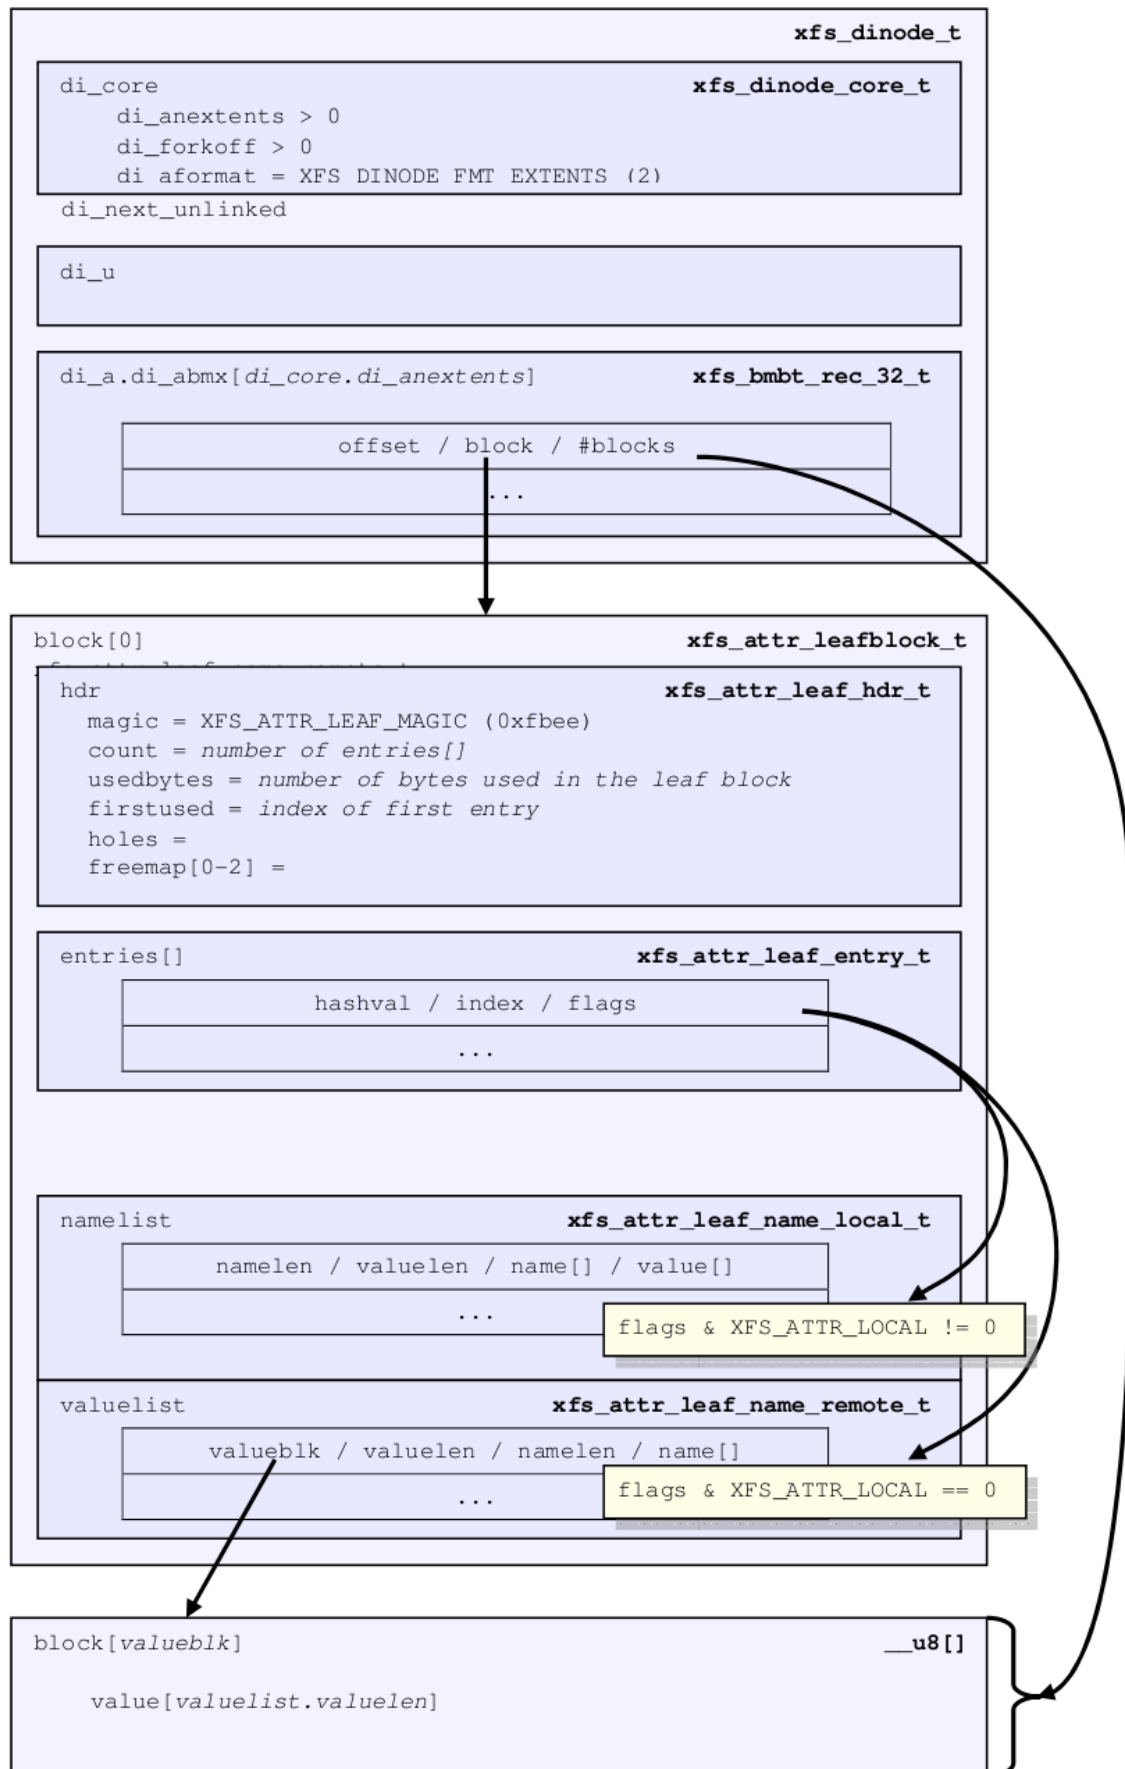 xfs_dinode_t
di_core xfs_dinode_core_t
di_anextents > 0
di_forkoff > 0
di_aformat = XFS_DINODE_FMT_EXTENTS (2)
di_next_unlinked
di_u
di_a.di_abmx[di_core.di_anextents] xfs_bmbt_rec_32_t
offset / block / #blocks
...
block[0] xfs_attr_leafblock_t
hdr xfs_attr_leaf_hdr_t
magic = XFS_ATTR_LEAF_MAGIC (0xfbee)
count = number of entries[]
usedbytes = number of bytes used in the leaf block
firstused = index of first entry
holes =
freemap[0-2] =
entries[] xfs_attr_leaf_entry_t
hashval / index / flags
...
namelist xfs_attr_leaf_name_local_t
namelen / valuelen / name[] / value[]
...
flags & XFS_ATTR_LOCAL != 0
valuelist xfs_attr_leaf_name_remote_t
valueblk / valuelen / namelen / name[]
...
flags & XFS_ATTR_LOCAL == 0
block[valueblk] __u8[]
value[valuelist.valuelen]